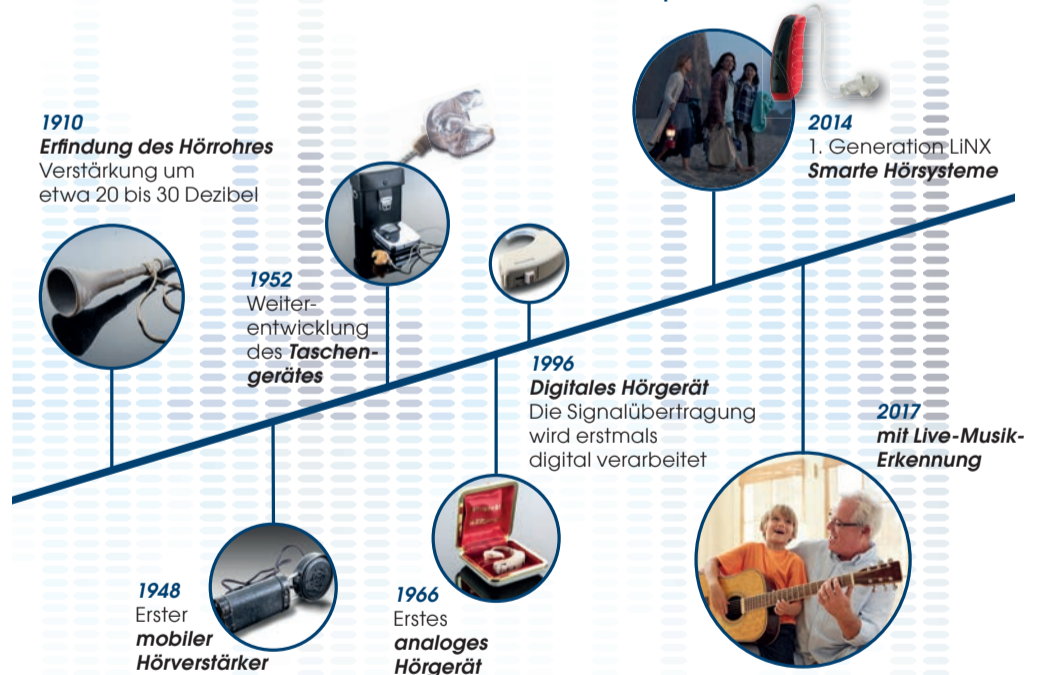 1910
Erfindung des Hörrohres
Verstärkung um
etwa 20 bis 30 Dezibel
1948
Erster
mobiler
Hörverstärker
1952
Weiter-
entwicklung
des Taschen-
gerätes
1966
Erstes
analoges
Hörgerät
1996
Digitales Hörgerät
Die Signalübertragung
wird erstmals
digital verarbeitet
2014
1. Generation LiNX
Smarte Hörsysteme
2017
mit Live-Musik-
Erkennung